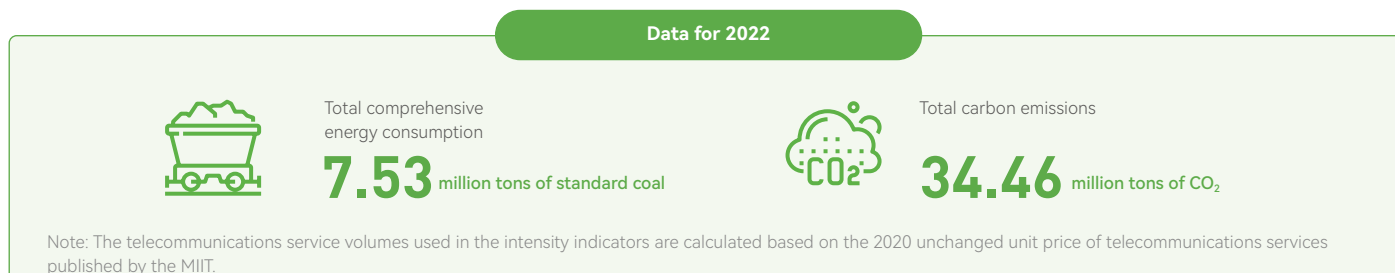 Data for 2022
Total comprehensive
energy consumption
7.53 million tons of standard coal
Total carbon emissions
CO2
34.46 million tons of CO₂
Note: The telecommunications service volumes used in the intensity indicators are calculated based on the 2020 unchanged unit price of telecommunications services
published by the MIIT.